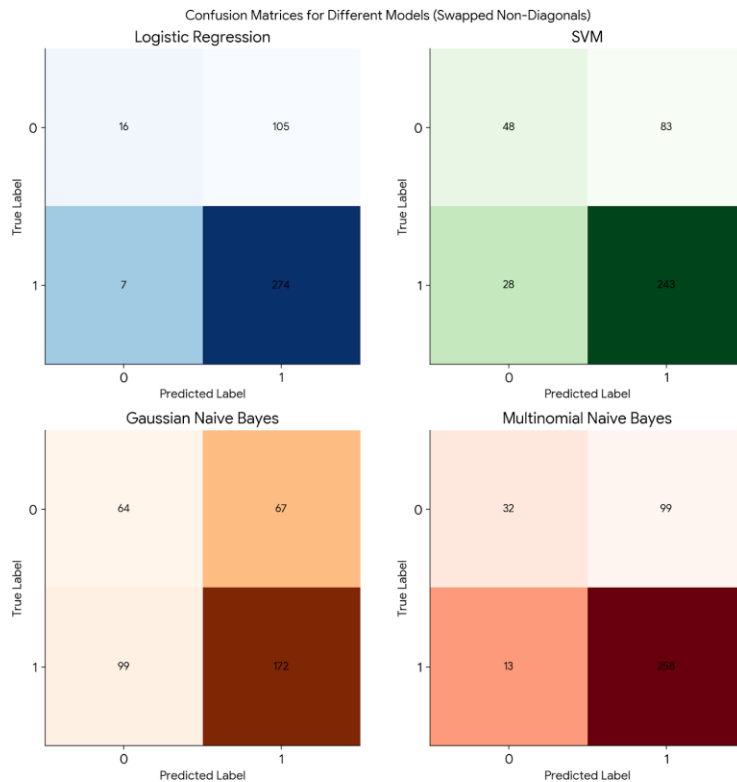 Confusion Matrices for Different Models (Swapped Non-Diagonals)
Logistic Regression
0
16
105
True Label
1
7
274
0
1
Predicted Label
SVM
0
48
83
True Label
1
28
243
0
1
Predicted Label
Gaussian Naive Bayes
0
64
67
True Label
1
99
172
0
1
Predicted Label
Multinomial Naive Bayes
0
32
99
True Label
1
13
258
0
1
Predicted Label